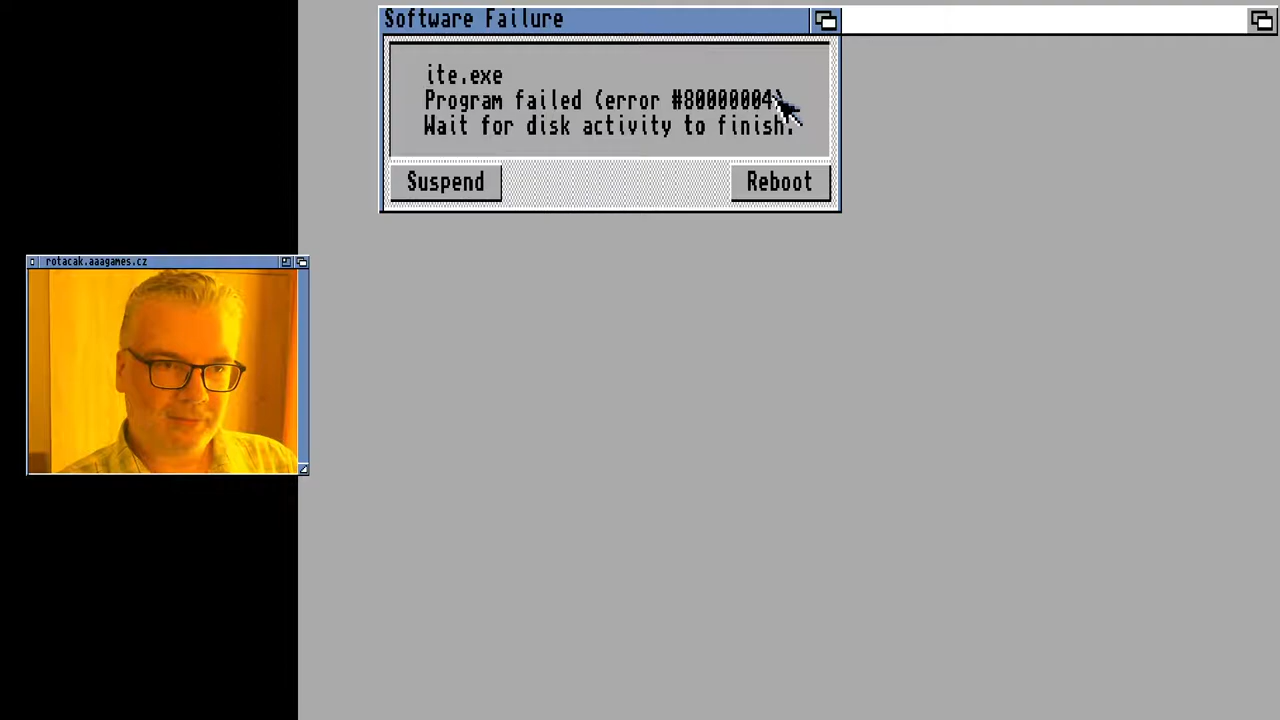 Software Failure
ite.exe
Program failed (error #80000004)
Wait for disk activity to finish.
Suspend
Reboot
rotacak.aaagames.cz